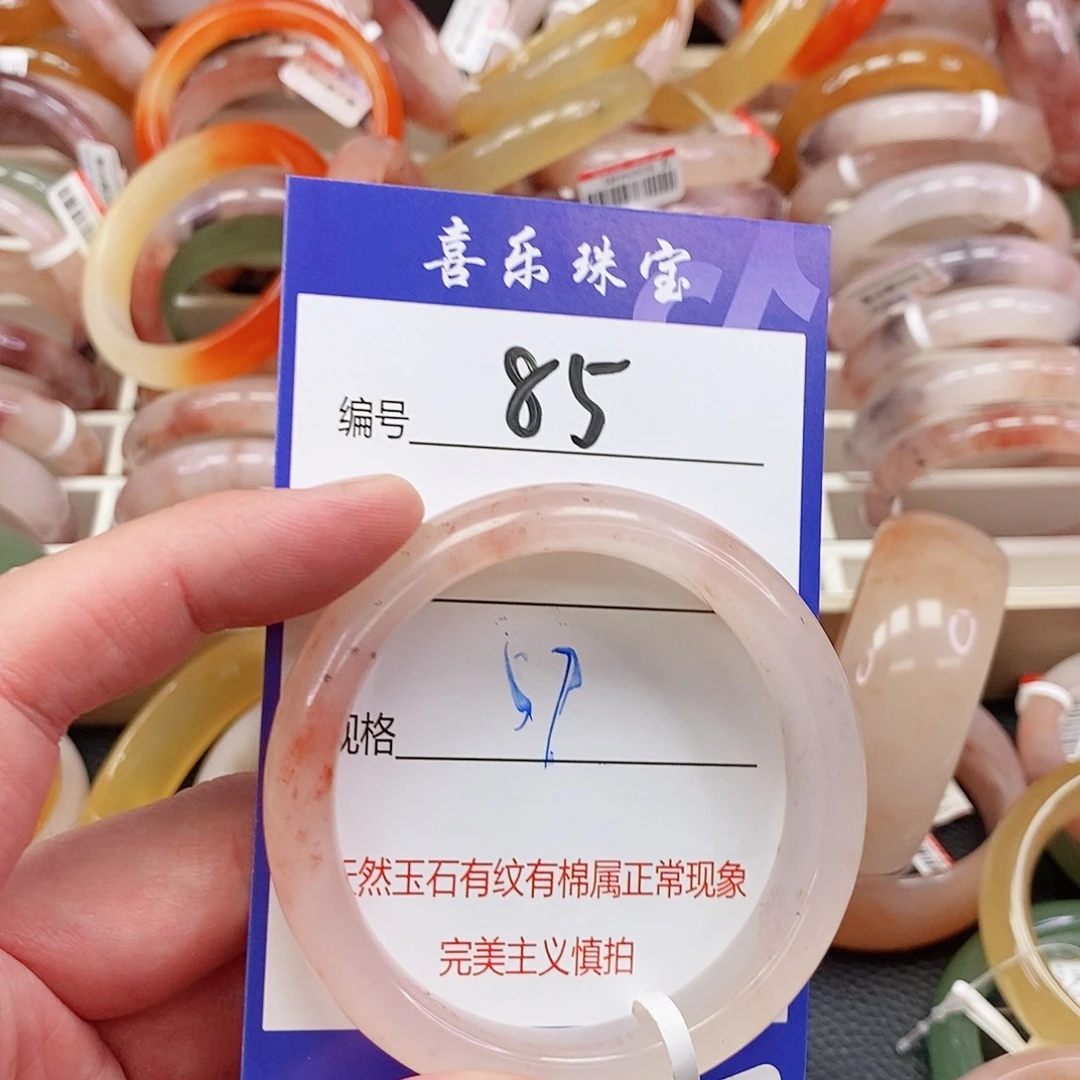 喜乐珠宝
编号 85
规格 57
天然玉石有纹有棉属正常现象
完美主义慎拍